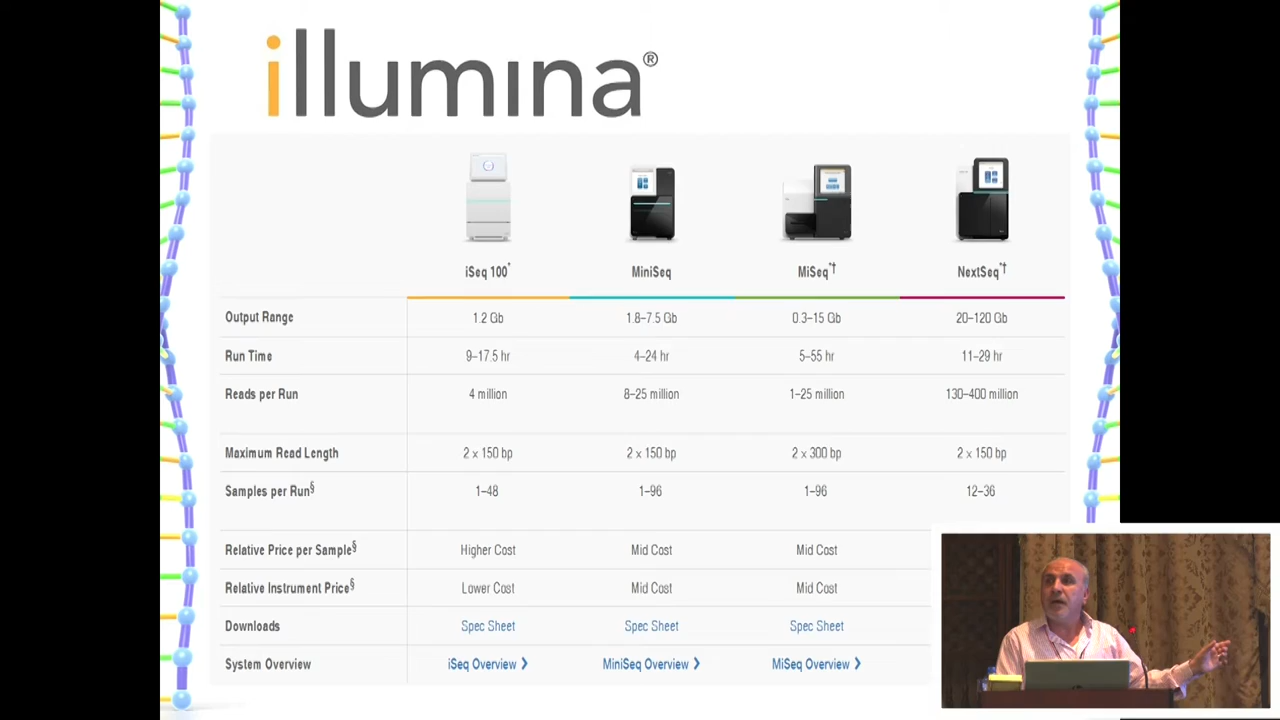 illumina®
iSeq 100* MiniSeq MiSeq*† NextSeq*†
Output Range 1.2 Gb 1.8–7.5 Gb 0.3–15 Gb 20–120 Gb
Run Time 9–17.5 hr 4–24 hr 5–55 hr 11–29 hr
Reads per Run 4 million 8–25 million 1–25 million 130–400 million
Maximum Read Length 2 x 150 bp 2 x 150 bp 2 x 300 bp 2 x 150 bp
Samples per Run§ 1–48 1–96 1–96 12–36
Relative Price per Sample§ Higher Cost Mid Cost Mid Cost
Relative Instrument Price§ Lower Cost Mid Cost Mid Cost
Downloads Spec Sheet Spec Sheet Spec Sheet
System Overview iSeq Overview ❯ MiniSeq Overview ❯ MiSeq Overview ❯